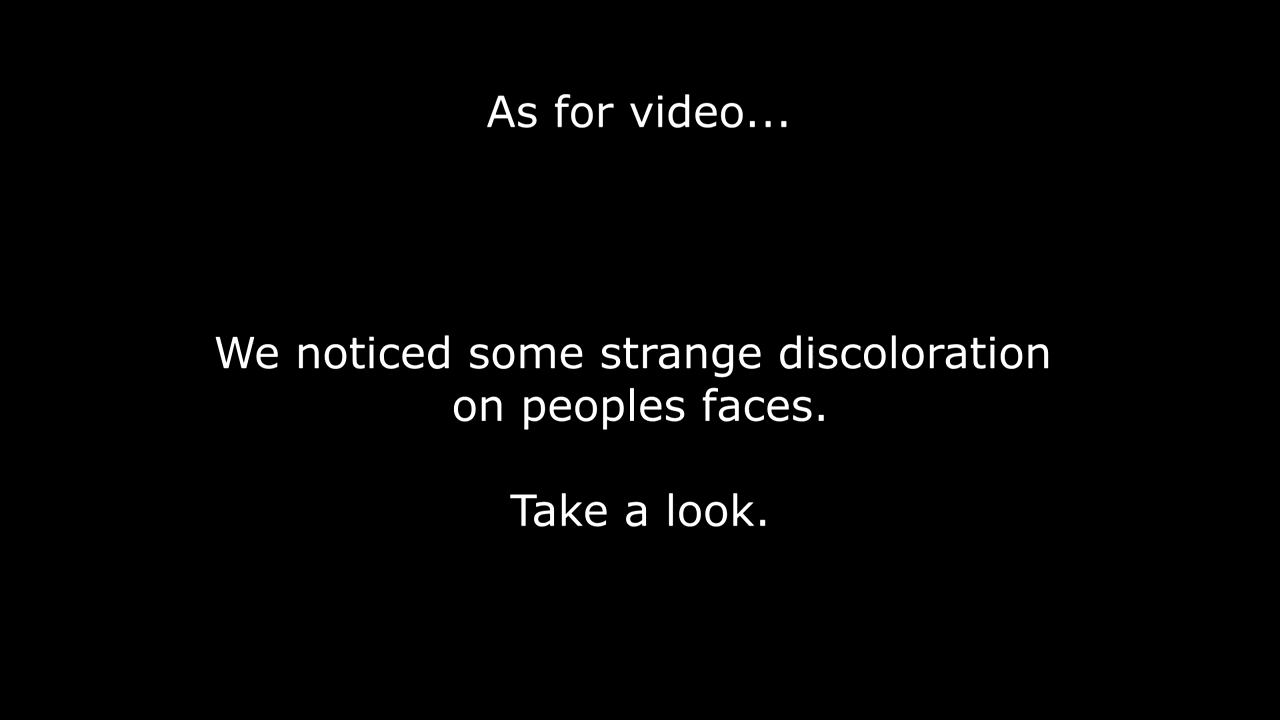 As for video...
We noticed some strange discoloration
on peoples faces.
Take a look.